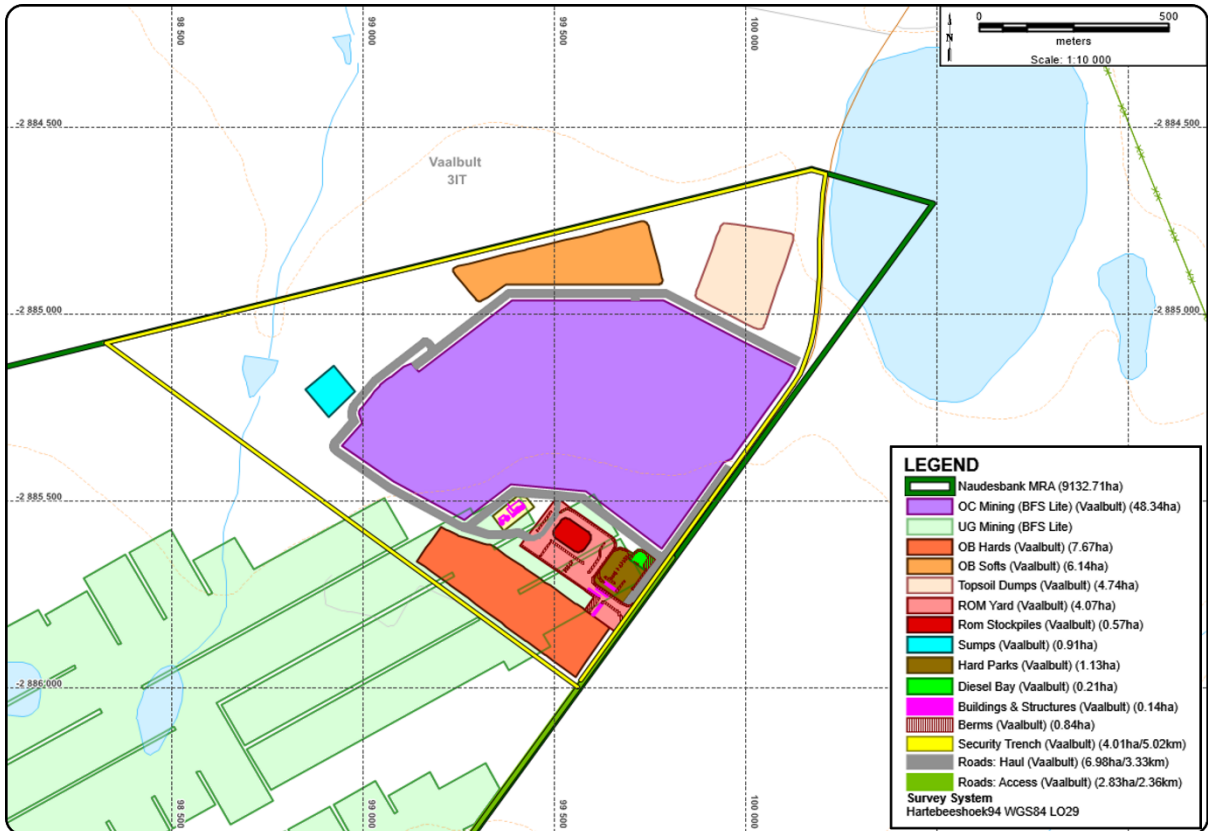 98 500
99 000
99 500
100 000
0 500
N
meters
Scale: 1:10 000
-2 884 500
-2 884 500
Vaalbult
3IT
-2 885 000
-2 885 000
-2 885 500
-2 886 000
LEGEND
Naudesbank MRA (9132.71ha)
OC Mining (BFS Lite) (Vaalbult) (48.34ha)
UG Mining (BFS Lite)
OB Hards (Vaalbult) (7.67ha)
OB Softs (Vaalbult) (6.14ha)
Topsoil Dumps (Vaalbult) (4.74ha)
ROM Yard (Vaalbult) (4.07ha)
Rom Stockpiles (Vaalbult) (0.57ha)
Sumps (Vaalbult) (0.91ha)
Hard Parks (Vaalbult) (1.13ha)
Diesel Bay (Vaalbult) (0.21ha)
Buildings & Structures (Vaalbult) (0.14ha)
Berms (Vaalbult) (0.84ha)
Security Trench (Vaalbult) (4.01ha/5.02km)
Roads: Haul (Vaalbult) (6.98ha/3.33km)
Roads: Access (Vaalbult) (2.83ha/2.36km)
Survey System
Hartebeeshoek94 WGS84 LO29
98 500
99 000
99 500
100 000